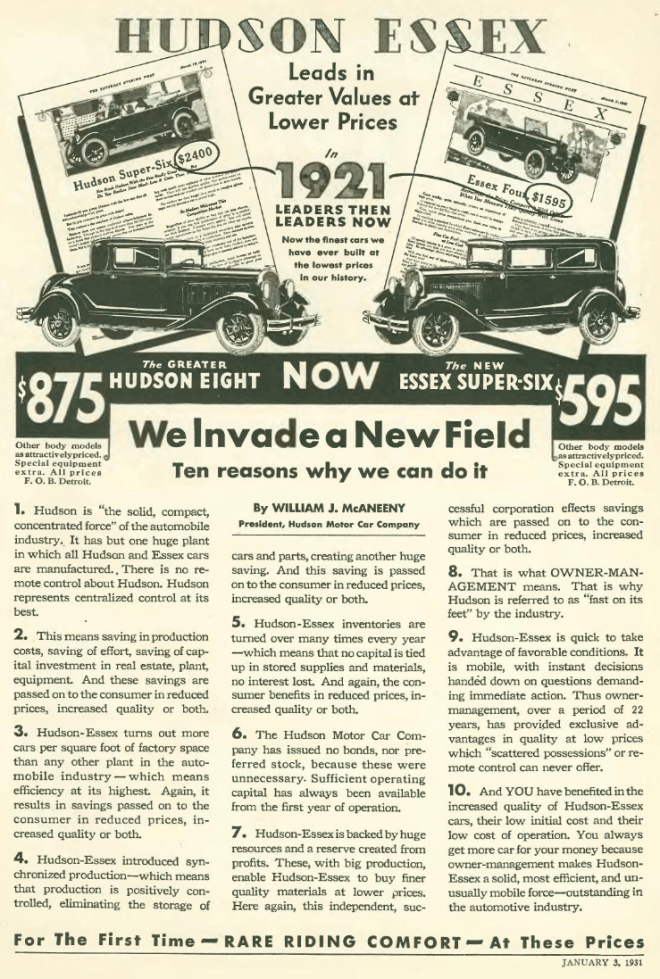 HUDSON ESSEX
Leads in
Greater Values at
Lower Prices
THE SATURDAY EVENING POST
Hudson Super-Six $2400
THE SATURDAY EVENING POST
ESSEX
Essex Four $1595
In
1921
LEADERS THEN
LEADERS NOW
Now the finest cars we
have ever built at
the lowest prices
in our history.
$875
The GREATER
HUDSON EIGHT
NOW
The NEW
ESSEX SUPER-SIX
$595
Other body models
as attractively priced.
Special equipment
extra. All prices
F. O. B. Detroit.
We Invade a New Field
Ten reasons why we can do it
Other body models
as attractively priced.
Special equipment
extra. All prices
F. O. B. Detroit.
1. Hudson is “the solid, compact,
concentrated force” of the automobile
industry. It has but one huge plant
in which all Hudson and Essex cars
are manufactured. There is no re-
mote control about Hudson. Hudson
represents centralized control at its
best.
2. This means saving in production
costs, saving of effort, saving of cap-
ital investment in real estate, plant,
equipment. And these savings are
passed on to the consumer in reduced
prices, increased quality or both.
3. Hudson-Essex turns out more
cars per square foot of factory space
than any other plant in the auto-
mobile industry—which means
efficiency at its highest. Again, it
results in savings passed on to the
consumer in reduced prices, in-
creased quality or both.
4. Hudson-Essex introduced syn-
chronized production—which means
that production is positively con-
trolled, eliminating the storage of
By WILLIAM J. McANEENY
President, Hudson Motor Car Company
cars and parts, creating another huge
saving. And this saving is passed
on to the consumer in reduced prices,
increased quality or both.
5. Hudson-Essex inventories are
turned over many times every year
—which means that no capital is tied
up in stored supplies and materials,
no interest lost. And again, the con-
sumer benefits in reduced prices, in-
creased quality or both.
6. The Hudson Motor Car Com-
pany has issued no bonds, nor pre-
ferred stock, because these were
unnecessary. Sufficient operating
capital has always been available
from the first year of operation.
7. Hudson-Essex is backed by huge
resources and a reserve created from
profits. These, with big production,
enable Hudson-Essex to buy finer
quality materials at lower prices.
Here again, this independent, suc-
cessful corporation effects savings
which are passed on to the con-
sumer in reduced prices, increased
quality or both.
8. That is what OWNER-MAN-
AGEMENT means. That is why
Hudson is referred to as “fast on its
feet” by the industry.
9. Hudson-Essex is quick to take
advantage of favorable conditions. It
is mobile, with instant decisions
handed down on questions demand-
ing immediate action. Thus owner-
management, over a period of 22
years, has provided exclusive ad-
vantages in quality at low prices
which “scattered possessions” or re-
mote control can never offer.
10. And YOU have benefited in the
increased quality of Hudson-Essex
cars, their low initial cost and their
low cost of operation. You always
get more car for your money because
owner-management makes Hudson-
Essex a solid, most efficient, and un-
usually mobile force—outstanding in
the automotive industry.
For The First Time — RARE RIDING COMFORT — At These Prices
JANUARY 3, 1931